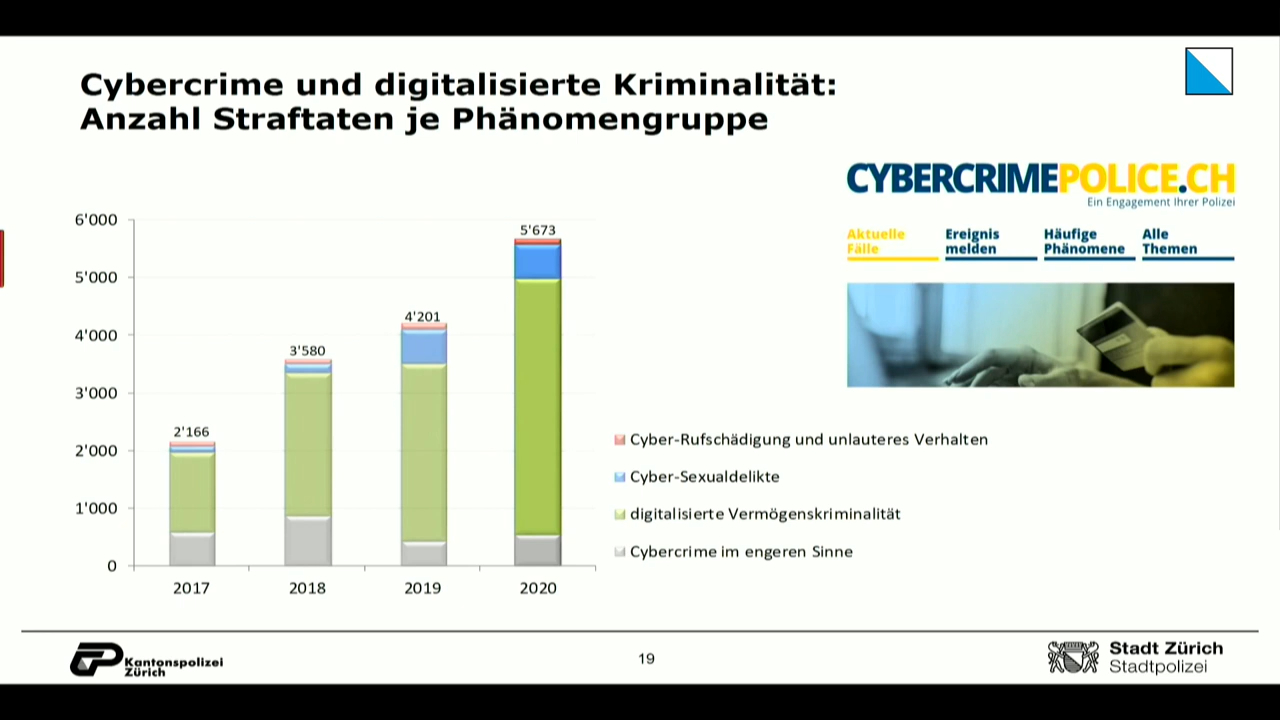 Cybercrime und digitalisierte Kriminalität:
Anzahl Straftaten je Phänomengruppe
CYBERCRIMEPOLICE.CH
Ein Engagement Ihrer Polizei
Aktuelle Fälle
Ereignis melden
Häufige Phänomene
Alle Themen
6'000
5'000
4'000
3'000
2'000
1'000
0
2'166
3'580
4'201
5'673
2017
2018
2019
2020
Cyber-Rufschädigung und unlauteres Verhalten
Cyber-Sexualdelikte
digitalisierte Vermögenskriminalität
Cybercrime im engeren Sinne
Kantonspolizei
Zürich
19
Stadt Zürich
Stadtpolizei